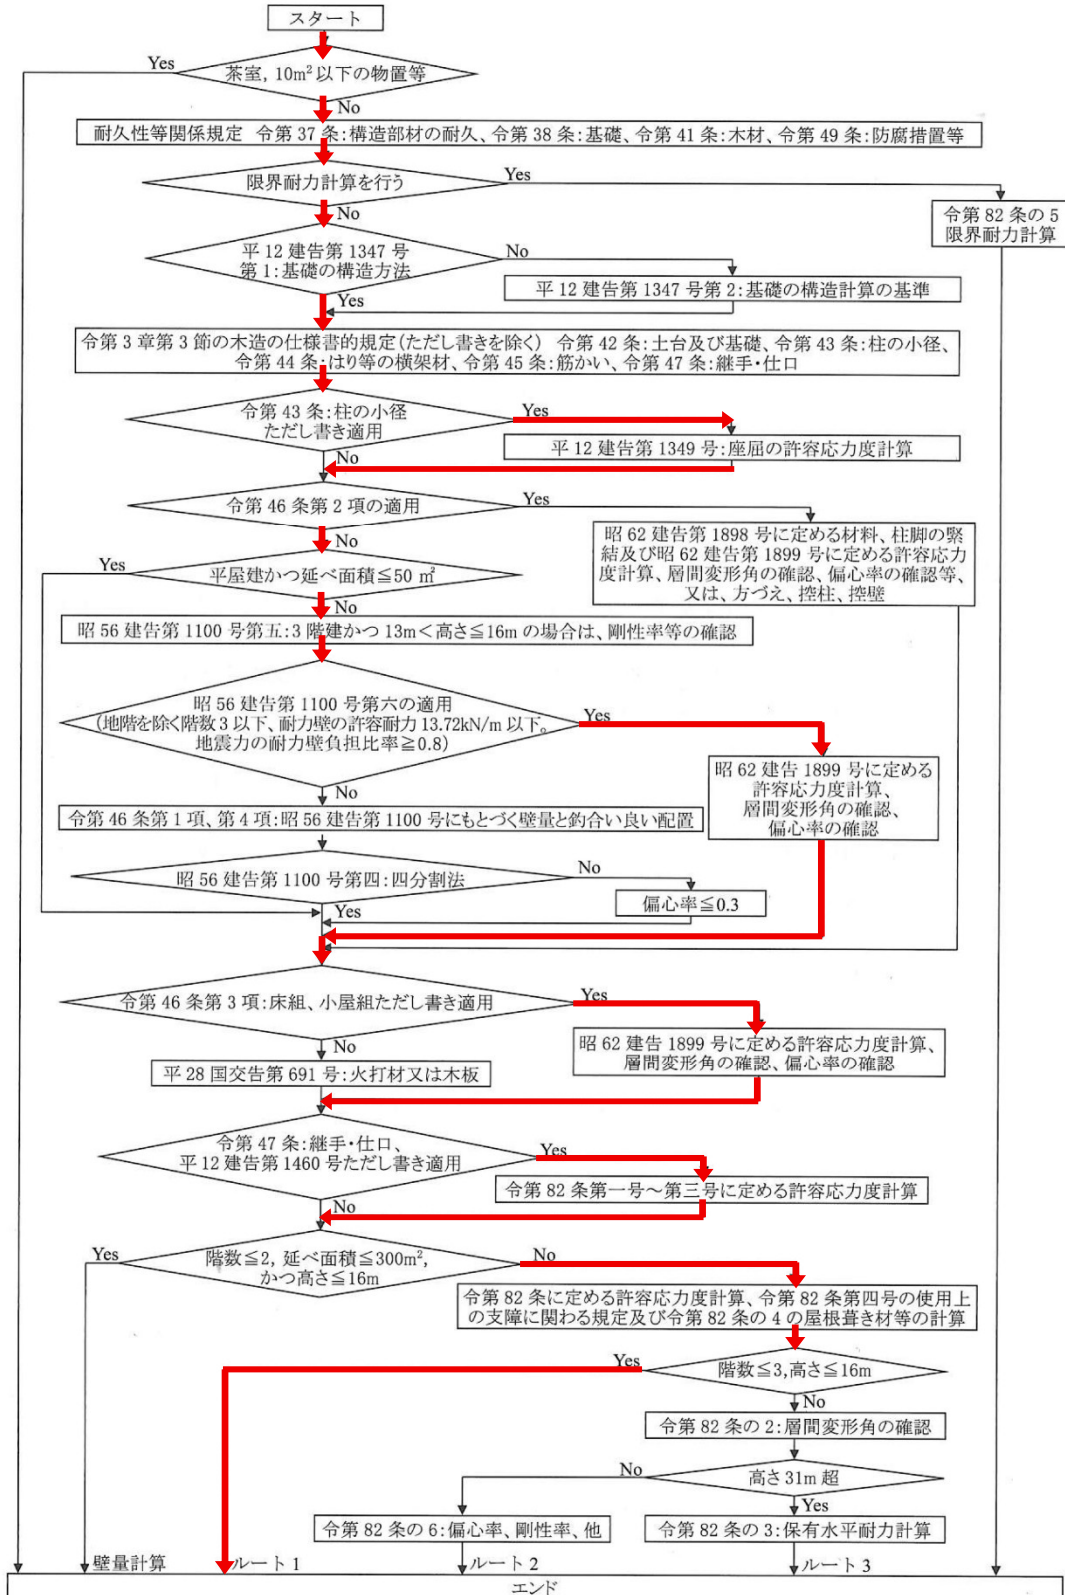 スタート
Yes
茶室, 10m²以下の物置等
No
耐久性等関係規定 令第37条:構造部材の耐久、令第38条:基礎、令第41条:木材、令第49条:防腐措置等
限界耐力計算を行う
Yes
No
令第82条の5
限界耐力計算
平12建告第1347号
第1:基礎の構造方法
No
平12建告第1347号第2:基礎の構造計算の基準
Yes
令第3章第3節の木造の仕様書的規定(ただし書きを除く) 令第42条:土台及び基礎、令第43条:柱の小径、
令第44条:はり等の横架材、令第45条:筋かい、令第47条:継手・仕口
令第43条:柱の小径
ただし書き適用
Yes
平12建告第1349号:座屈の許容応力度計算
No
令第46条第2項の適用
Yes
No
昭62建告第1898号に定める材料、柱脚の緊
結及び昭62建告第1899号に定める許容応力
度計算、層間変形角の確認、偏心率の確認等、
又は、方づえ、控柱、控壁
Yes
平屋建かつ延べ面積≦50㎡
No
昭56建告第1100号第五:3階建かつ13m<高さ≦16mの場合は、剛性率等の確認
昭56建告第1100号第六の適用
(地階を除く階数3以下、耐力壁の許容耐力13.72kN/m以下。
地震力の耐力壁負担比率≧0.8)
Yes
昭62建告1899号に定める
許容応力度計算、
層間変形角の確認、
偏心率の確認
No
令第46条第1項、第4項:昭56建告第1100号にもとづく壁量と釣合い良い配置
昭56建告第1100号第四:四分割法
No
偏心率≦0.3
Yes
令第46条第3項:床組、小屋組ただし書き適用
Yes
昭62建告1899号に定める許容応力度計算、
層間変形角の確認、偏心率の確認
No
平28国交告第691号:火打材又は木板
令第47条:継手・仕口、
平12建告第1460号ただし書き適用
Yes
令第82条第一号～第三号に定める許容応力度計算
No
Yes
階数≦2, 延べ面積≦300m²,
かつ高さ≦16m
No
令第82条に定める許容応力度計算、令第82条第四号の使用上
の支障に関わる規定及び令第82条の4の屋根葺き材等の計算
Yes
階数≦3,高さ≦16m
No
令第82条の2:層間変形角の確認
No
高さ31m超
Yes
令第82条の6:偏心率、剛性率、他
令第82条の3:保有水平耐力計算
壁量計算
ルート1
ルート2
ルート3
エンド